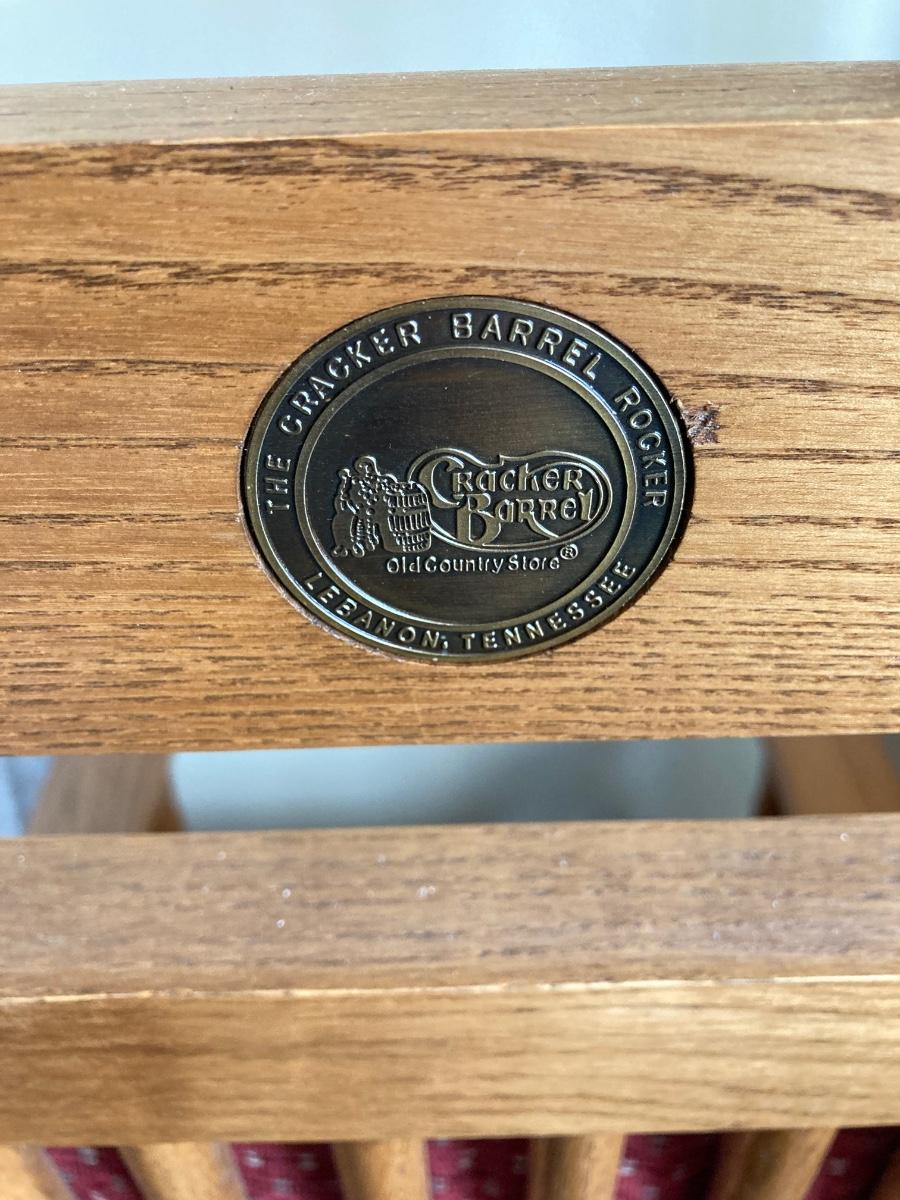 THE CRACKER BARREL ROCKER
Cracker
Barrel
Old Country Store®
LEBANON, TENNESSEE